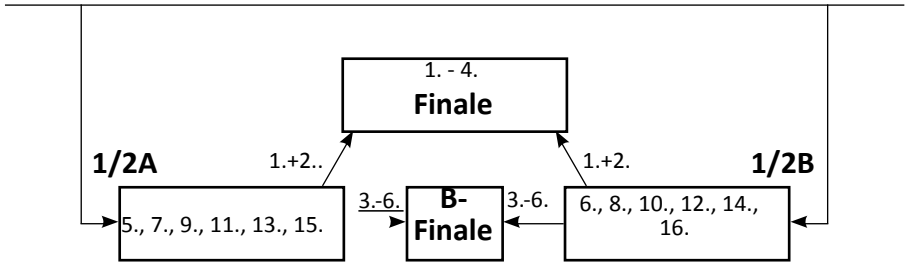 1. - 4.
Finale
1/2A
1.+2..
1.+2.
1/2B
5., 7., 9., 11., 13., 15.
3.-6.
B-
Finale
3.-6.
6., 8., 10., 12., 14.,
16.